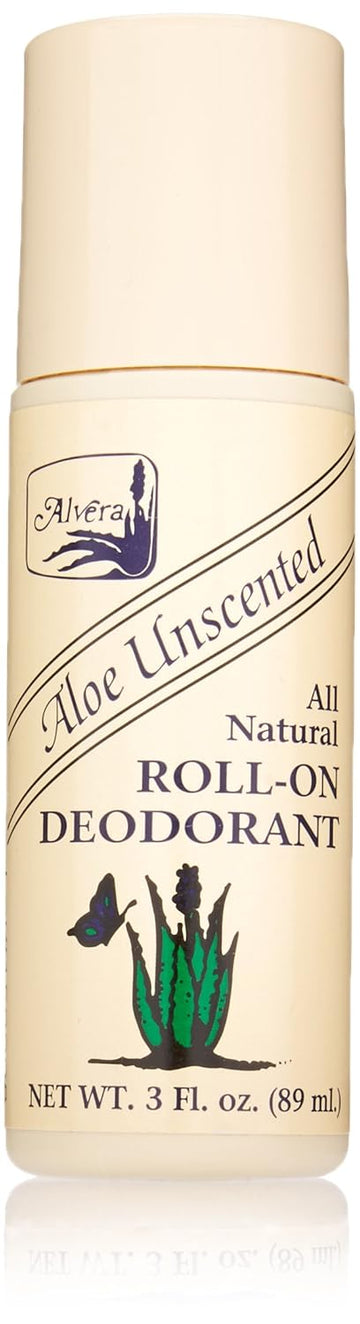 Alvera
Aloe Unscented
All
Natural
ROLL-ON
DEODORANT
NET WT. 3 Fl. oz. (89 ml.)